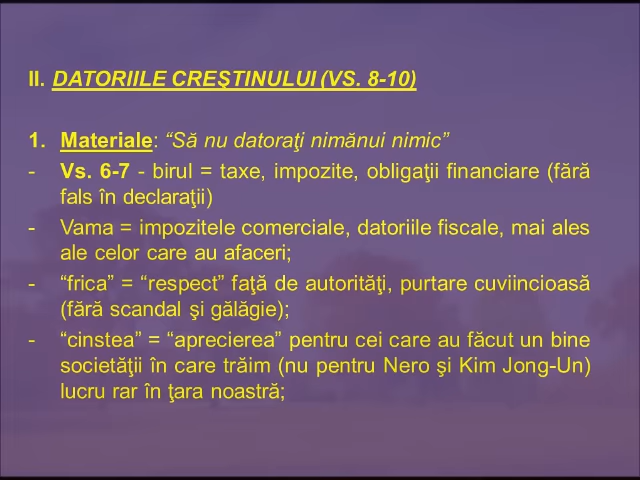 II. DATORIILE CREŞTINULUI (VS. 8-10)
1. Materiale: “Să nu datoraţi nimănui nimic”
- Vs. 6-7 - birul = taxe, impozite, obligaţii financiare (fără
fals în declaraţii)
- Vama = impozitele comerciale, datoriile fiscale, mai ales
ale celor care au afaceri;
- “frica” = “respect” faţă de autorităţi, purtare cuviincioasă
(fără scandal şi gălăgie);
- “cinstea” = “aprecierea” pentru cei care au făcut un bine
societăţii în care trăim (nu pentru Nero şi Kim Jong-Un)
lucru rar în ţara noastră;